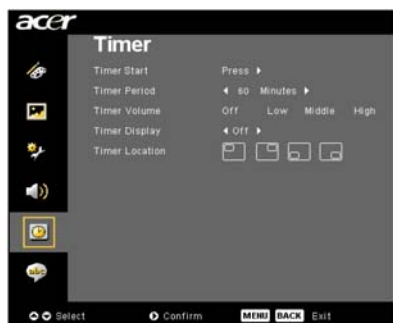 acer
Timer
Timer Start Press
Timer Period 60 Minutes
Timer Volume Off Low Middle High
Timer Display Off
Timer Location
abc
Select Confirm MENU BACK Exit